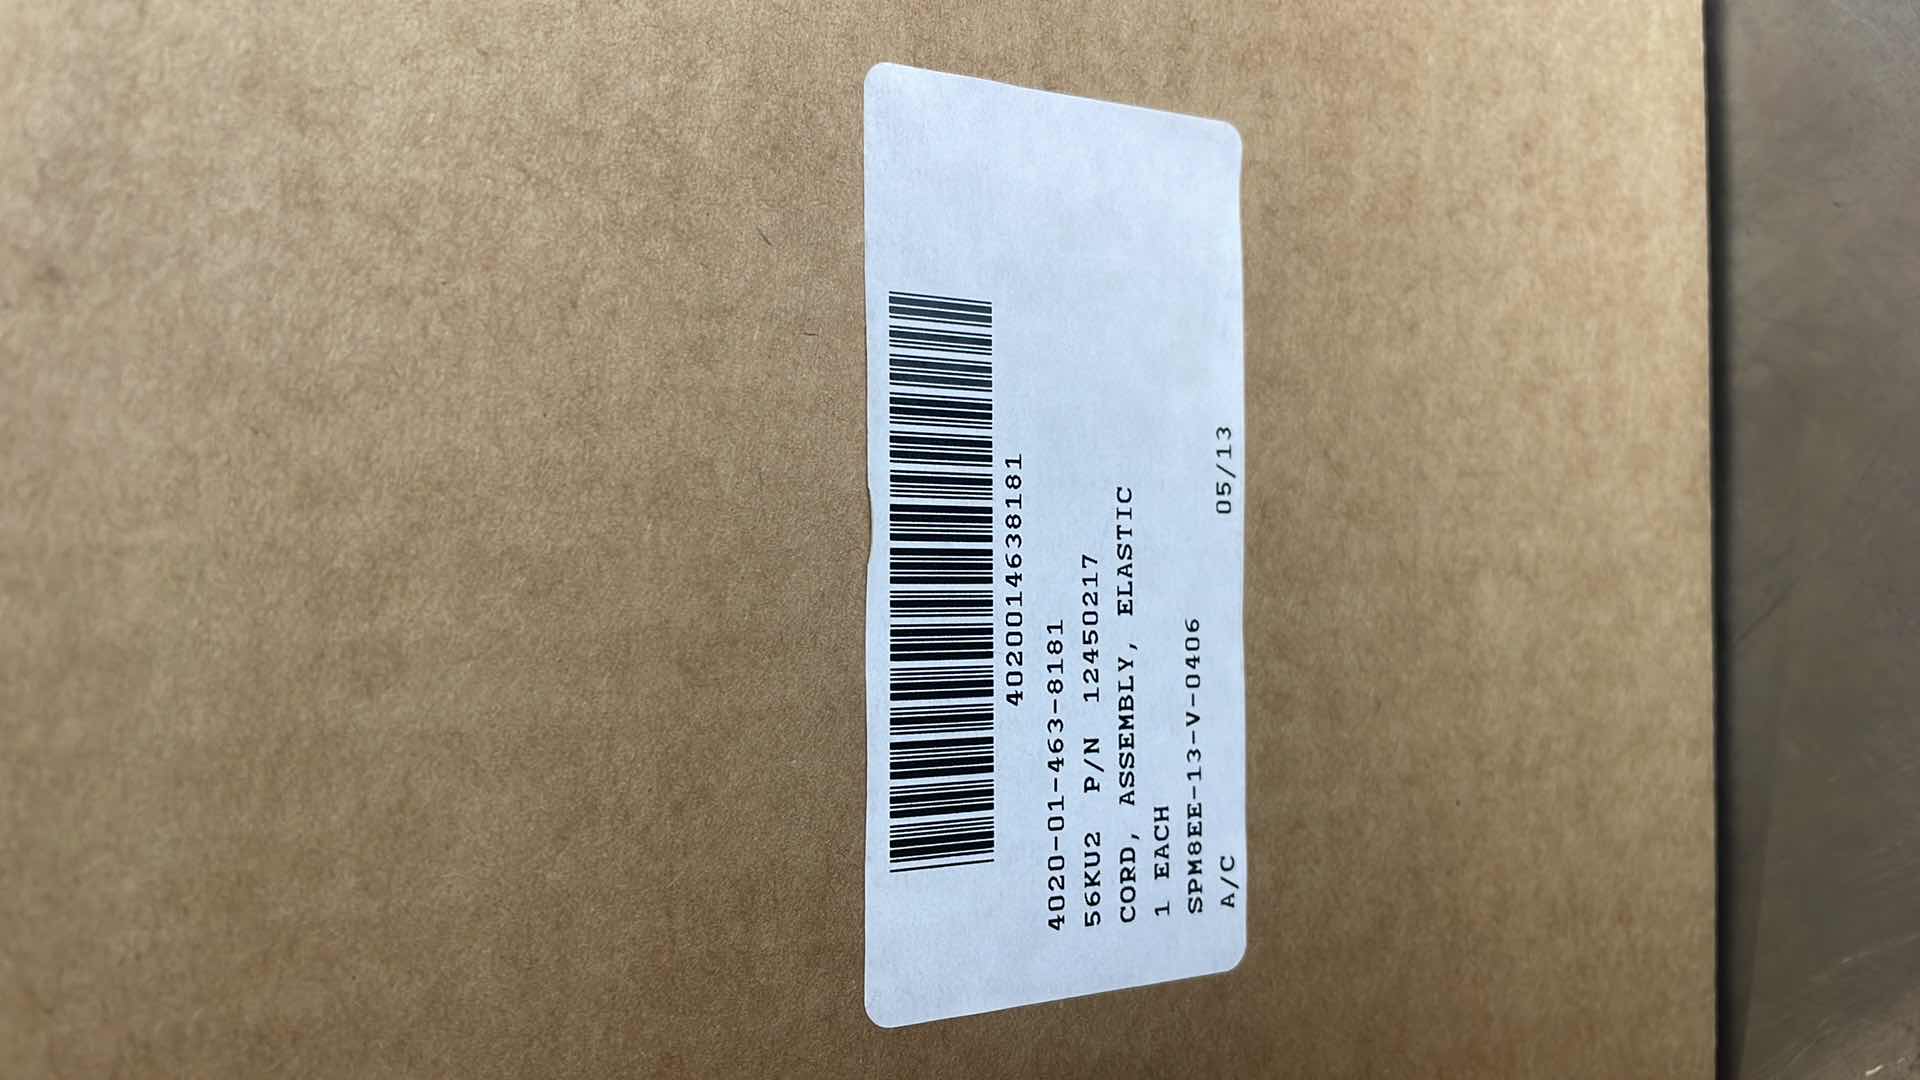 4020014638181
4020-01-463-8181
56KU2 P/N 12450217
CORD, ASSEMBLY, ELASTIC
1 EACH
SPM8EE-13-V-0406
A/C 05/13